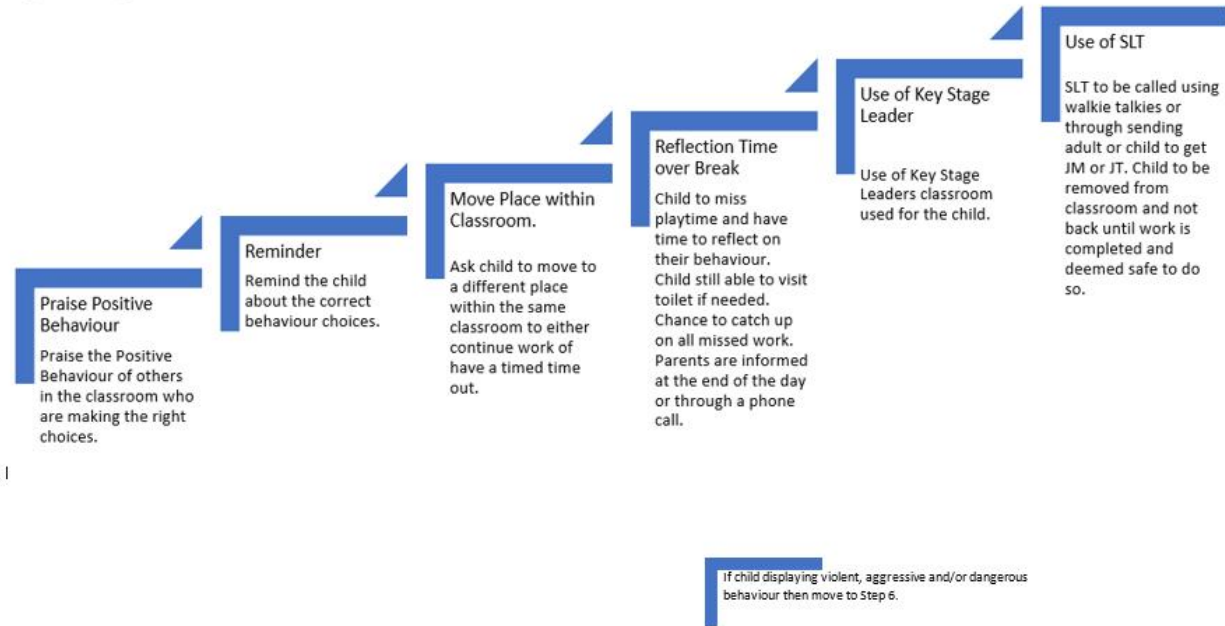 Praise Positive
Behaviour
Praise the Positive
Behaviour of others
in the classroom who
are making the right
choices.
Reminder
Remind the child
about the correct
behaviour choices.
Move Place within
Classroom.
Ask child to move to
a different place
within the same
classroom to either
continue work of
have a timed time
out.
Reflection Time
over Break
Child to miss
playtime and have
time to reflect on
their behaviour.
Child still able to visit
toilet if needed.
Chance to catch up
on all missed work.
Parents are informed
at the end of the day
or through a phone
call.
Use of Key Stage
Leader
Use of Key Stage
Leaders classroom
used for the child.
Use of SLT
SLT to be called using
walkie talkies or
through sending
adult or child to get
JM or JT. Child to be
removed from
classroom and not
back until work is
completed and
deemed safe to do
so.
If child displaying violent, aggressive and/or dangerous
behaviour then move to Step 6.